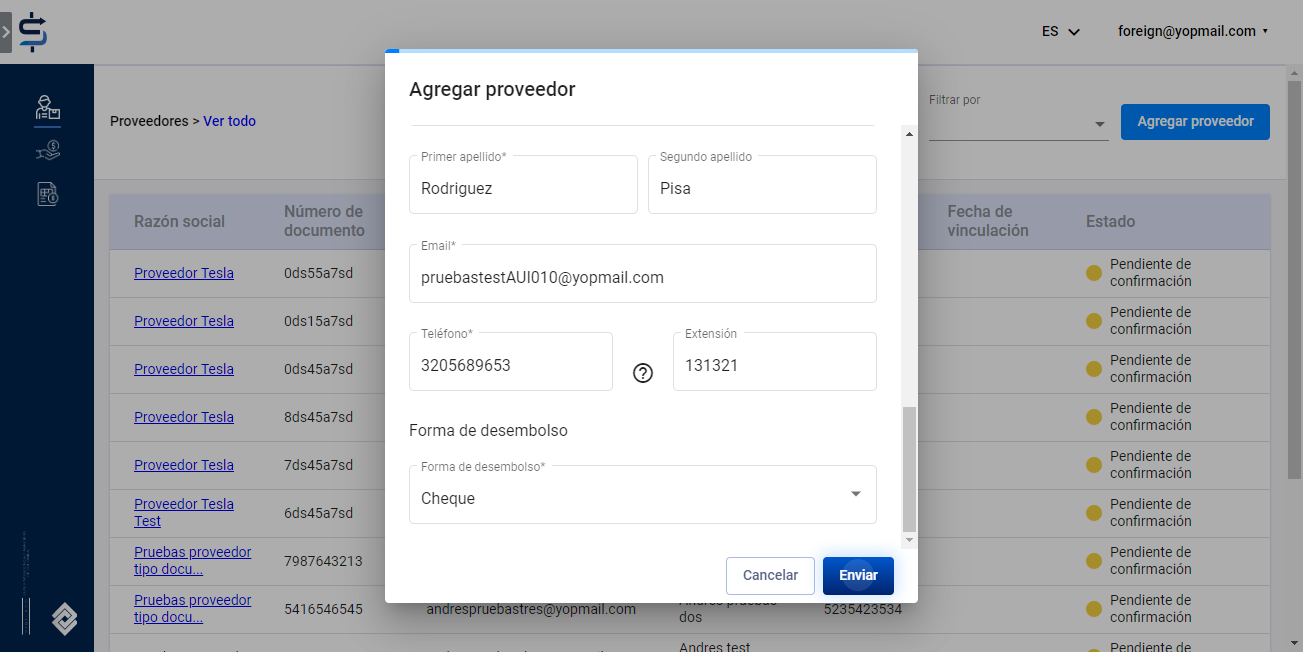 ES
foreign@yopmail.com
Agregar proveedor
Proveedores > Ver todo
Filtrar por
Agregar proveedor
Primer apellido*
Rodriguez
Segundo apellido
Pisa
Email*
pruebastestAUI010@yopmail.com
Teléfono*
3205689653
Extensión
131321
Forma de desembolso
Forma de desembolso*
Cheque
Cancelar
Enviar
Razón social
Número de
documento
Fecha de
vinculación
Estado
Proveedor Tesla
0ds55a7sd
Pendiente de
confirmación
Proveedor Tesla
0ds15a7sd
Pendiente de
confirmación
Proveedor Tesla
0ds45a7sd
Pendiente de
confirmación
Proveedor Tesla
8ds45a7sd
Pendiente de
confirmación
Proveedor Tesla
7ds45a7sd
Pendiente de
confirmación
Proveedor Tesla
Test
6ds45a7sd
Pendiente de
confirmación
Pruebas proveedor
tipo docu...
7987643213
Pendiente de
confirmación
Pruebas proveedor
tipo docu...
5416546545
andrespruebastres@yopmail.com
Andres pruebas
dos
5235423534
Pendiente de
confirmación
Andres test
Pendiente de